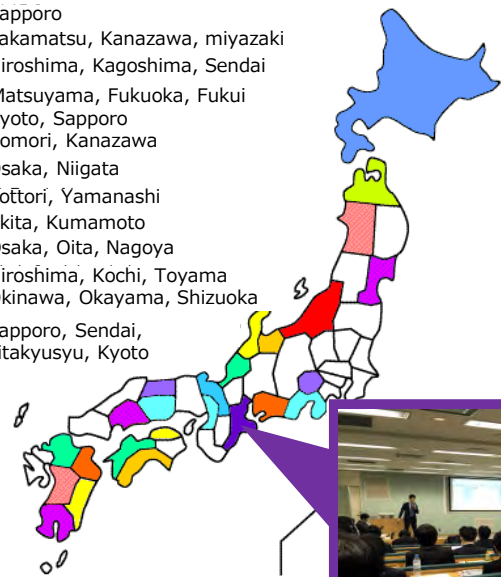 apporo
akamatsu, Kanazawa, miyazaki
iroshima, Kagoshima, Sendai
Matsuyama, Fukuoka, Fukui
yoto, Sapporo
omori, Kanazawa
saka, Niigata
ottori, Yamanashi
kita, Kumamoto
saka, Oita, Nagoya
iroshima, Kochi, Toyama
Okinawa, Okayama, Shizuoka
apporo, Sendai,
itakyusyu, Kyoto